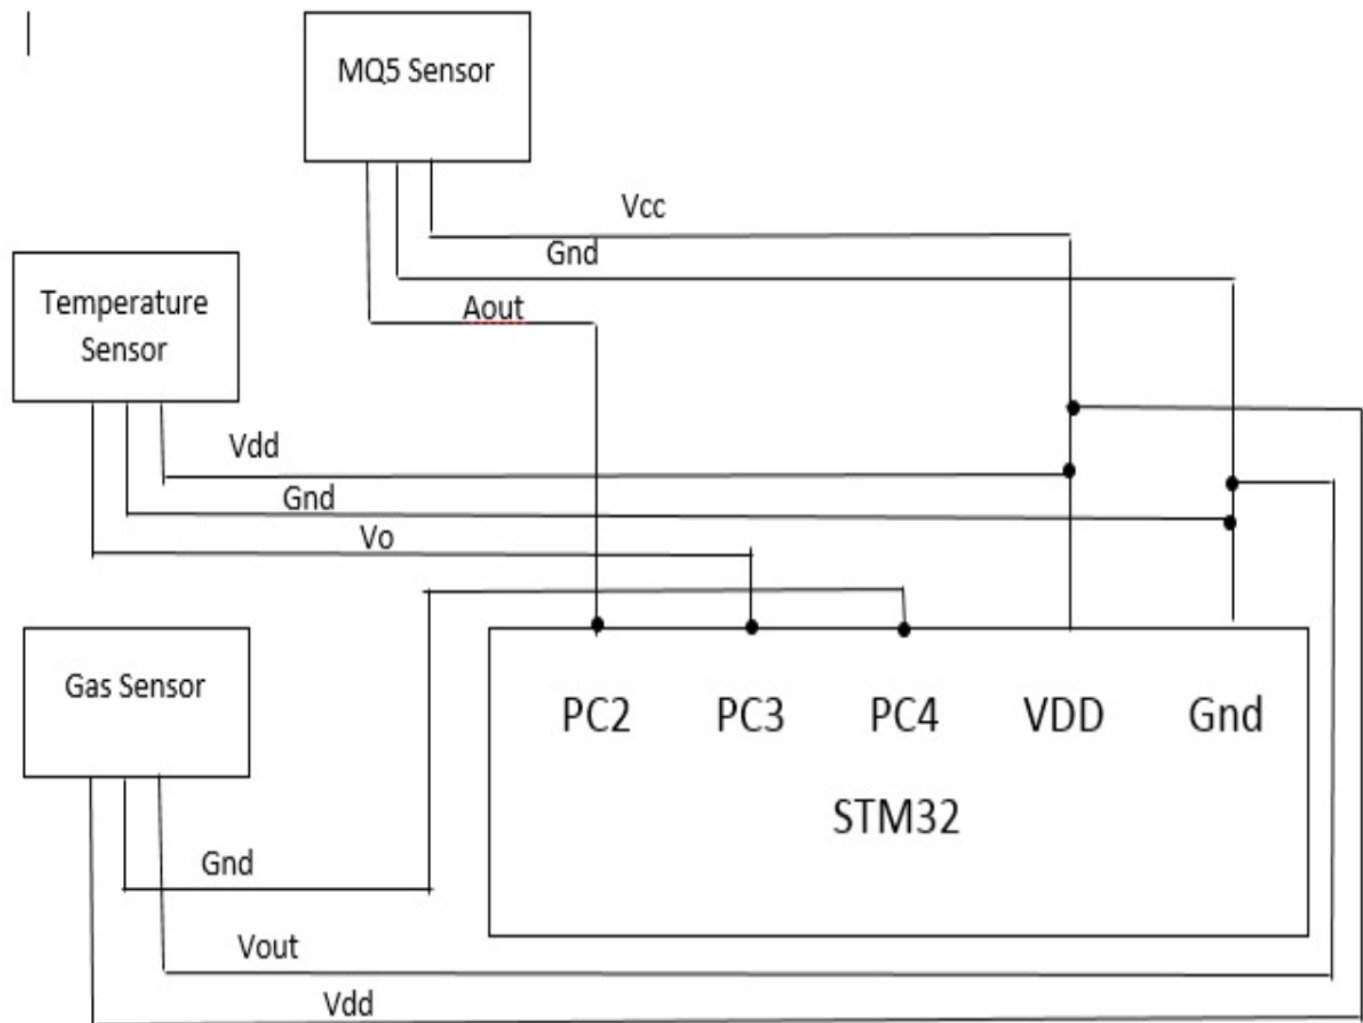 MQ5 Sensor
Vcc
Gnd
Aout
Temperature
Sensor
Vdd
Gnd
Vo
Gas Sensor
PC2 PC3 PC4 VDD Gnd
STM32
Gnd
Vout
Vdd